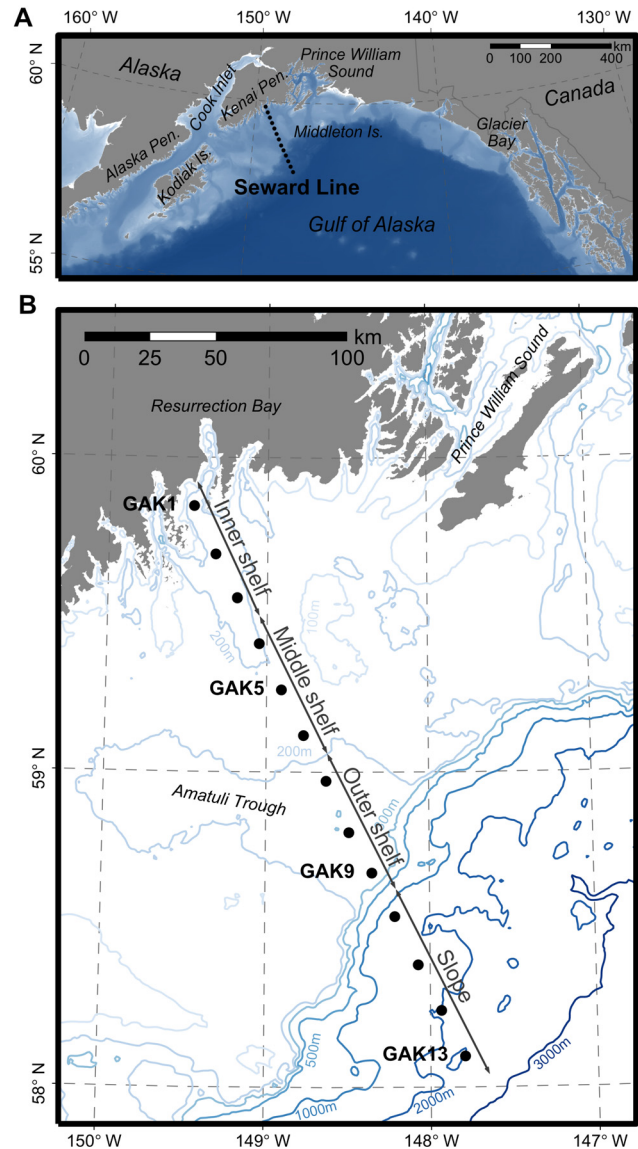 A
160° W
150° W
140° W
130° W
60° N
55° N
Alaska
Cook Inlet
Kenai Pen.
Prince William
Sound
0 100 200 400
km
Canada
Alaska Pen.
Kodiak Is.
Middleton Is.
Glacier
Bay
Seward Line
Gulf of Alaska
B
km
0 25 50 100
Resurrection Bay
Prince William Sound
60° N
GAK1
Inner shelf
200m
100m
Middle shelf
GAK5
200m
59° N
Amatuli Trough
Outer shelf
GAK9
Slope
GAK13
500m
1000m
2000m
3000m
58° N
150° W
149° W
148° W
147° W